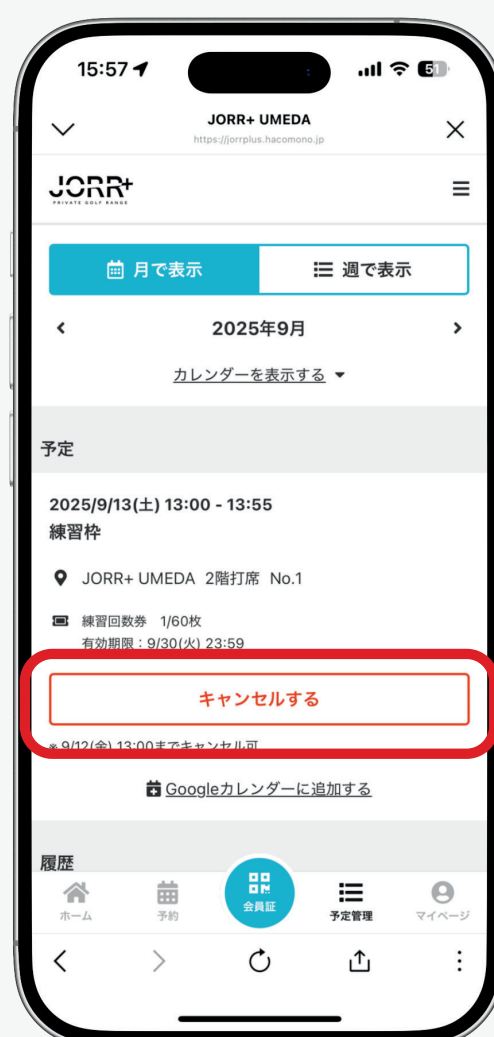 15:57
51
JORR+ UMEDA
https://jorrplus.hacomono.jp
JORR+
PRIVATE GOLF RANGE
月で表示
週で表示
2025年9月
カレンダーを表示する
予定
2025/9/13(土) 13:00 - 13:55
練習枠
JORR+ UMEDA 2階打席 No.1
練習回数券 1/60枚
有効期限：9/30(火) 23:59
キャンセルする
※ 9/12(金) 13:00までキャンセル可
Googleカレンダーに追加する
履歴
ホーム
予約
会員証
予定管理
マイページ